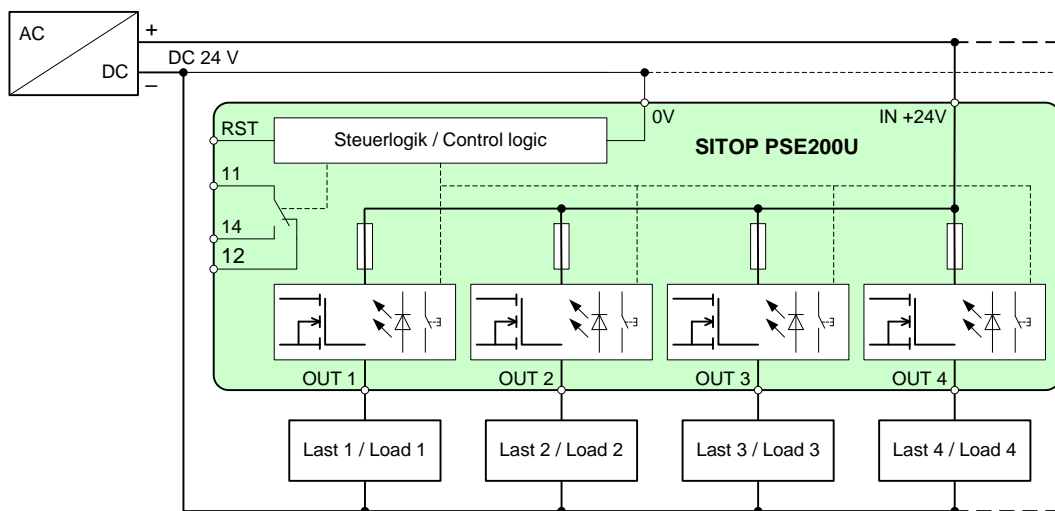 AC
+
DC 24 V
DC
–
0V
IN +24V
RST
Steuerlogik / Control logic
SITOP PSE200U
11
14
12
OUT 1
OUT 2
OUT 3
OUT 4
Last 1 / Load 1
Last 2 / Load 2
Last 3 / Load 3
Last 4 / Load 4